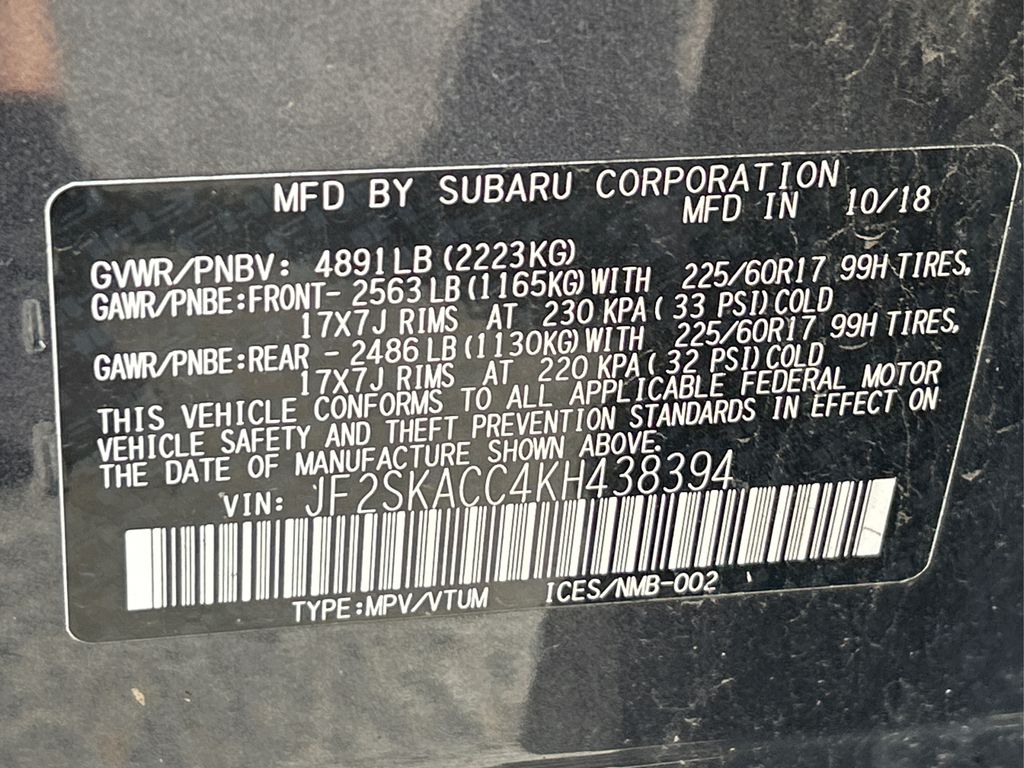 MFD BY SUBARU CORPORATION
MFD IN 10/18
GVWR/PNBV: 4891LB (2223KG)
GAWR/PNBE:FRONT- 2563 LB (1165KG) WITH 225/60R17 99H TIRES,
17X7J RIMS AT 230 KPA ( 33 PSI) COLD
GAWR/PNBE:REAR - 2486 LB (1130KG) WITH 225/60R17 99H TIRES,
17X7J RIMS AT 220 KPA ( 32 PSI) COLD
THIS VEHICLE CONFORMS TO ALL APPLICABLE FEDERAL MOTOR
VEHICLE SAFETY AND THEFT PREVENTION STANDARDS IN EFFECT ON
THE DATE OF MANUFACTURE SHOWN ABOVE.
VIN: JF2SKACC4KH438394
TYPE:MPV/VTUM ICES/NMB-002